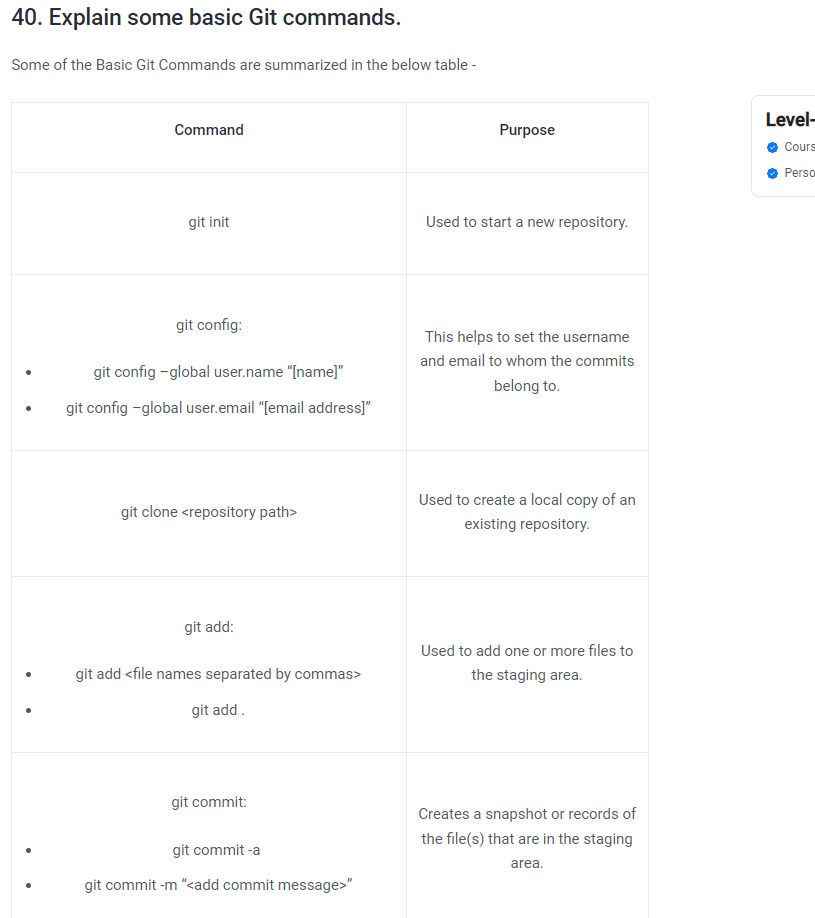 40. Explain some basic Git commands.
Some of the Basic Git Commands are summarized in the below table -
Command
Purpose
git init
Used to start a new repository.
git config:
• git config –global user.name “[name]”
• git config –global user.email “[email address]”
This helps to set the username
and email to whom the commits
belong to.
git clone <repository path>
Used to create a local copy of an
existing repository.
git add:
• git add <file names separated by commas>
• git add .
Used to add one or more files to
the staging area.
git commit:
• git commit -a
• git commit -m “<add commit message>”
Creates a snapshot or records of
the file(s) that are in the staging
area.
Level-
Cours
Perso